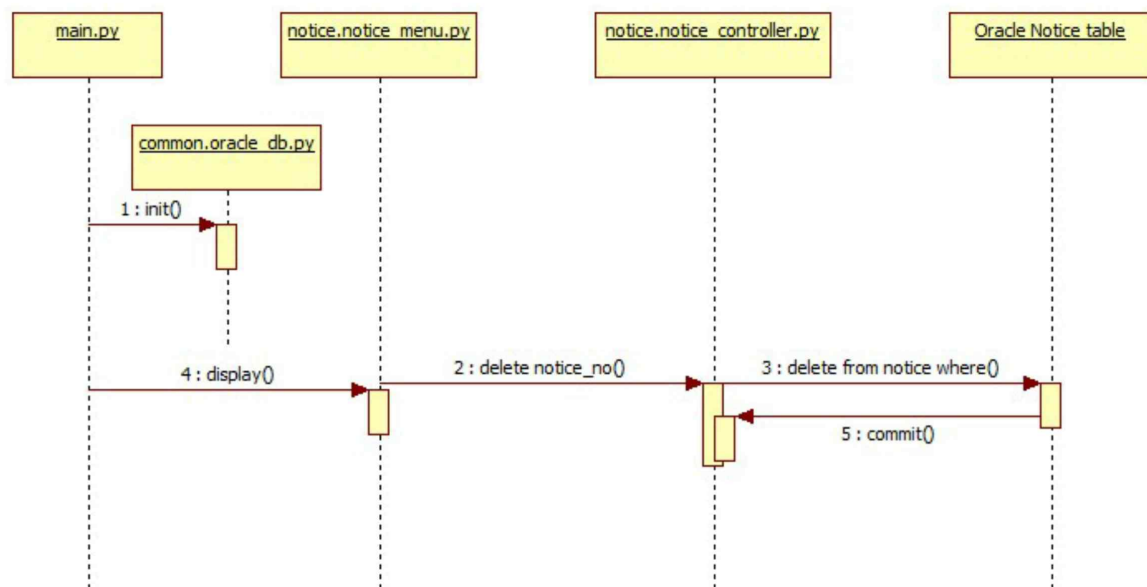 main.py
notice.notice_menu.py
notice.notice_controller.py
Oracle Notice table
common.oracle_db.py
1 : init()
4 : display()
2 : delete notice_no()
3 : delete from notice where()
5 : commit()